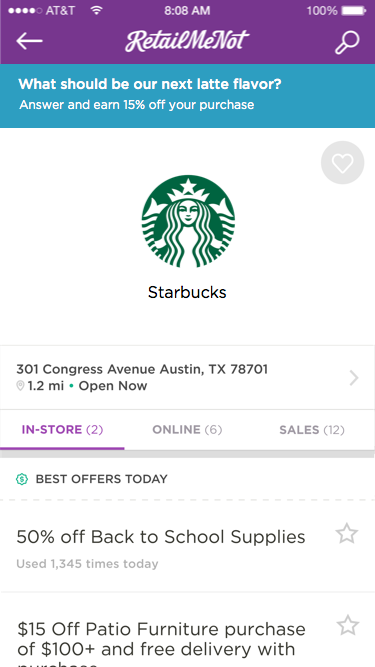 AT&T 8:08 AM 100%
RetailMeNot
What should be our next latte flavor?
Answer and earn 15% off your purchase
Starbucks
301 Congress Avenue Austin, TX 78701
1.2 mi • Open Now
IN-STORE (2) ONLINE (6) SALES (12)
BEST OFFERS TODAY
50% off Back to School Supplies
Used 1,345 times today
$15 Off Patio Furniture purchase
of $100+ and free delivery with
purchase